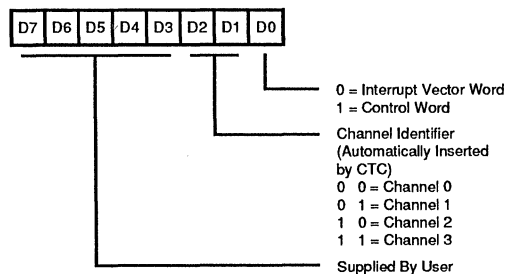 D7 D6 D5 D4 D3 D2 D1 D0
0 = Interrupt Vector Word
1 = Control Word
Channel Identifier
(Automatically Inserted
by CTC)
0 0 = Channel 0
0 1 = Channel 1
1 0 = Channel 2
1 1 = Channel 3
Supplied By User